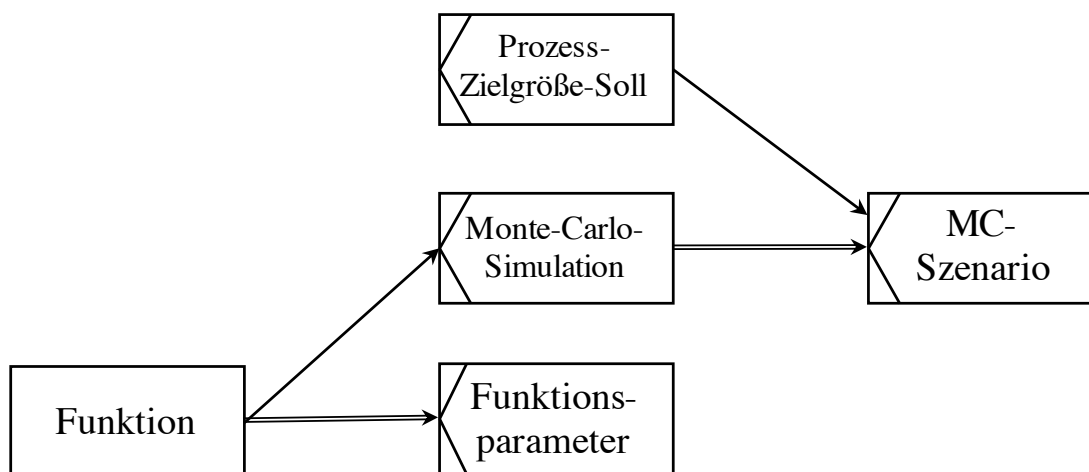 Prozess-
Zielgröße-Soll
Monte-Carlo-
Simulation
MC-
Szenario
Funktion
Funktions-
parameter